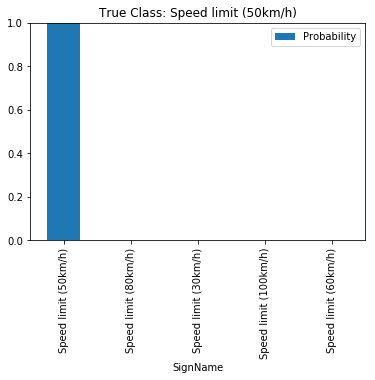 True Class: Speed limit (50km/h)
Probability
1.0
0.8
0.6
0.4
0.2
0.0
Speed limit (50km/h)
Speed limit (80km/h)
Speed limit (30km/h)
Speed limit (100km/h)
Speed limit (60km/h)
SignName